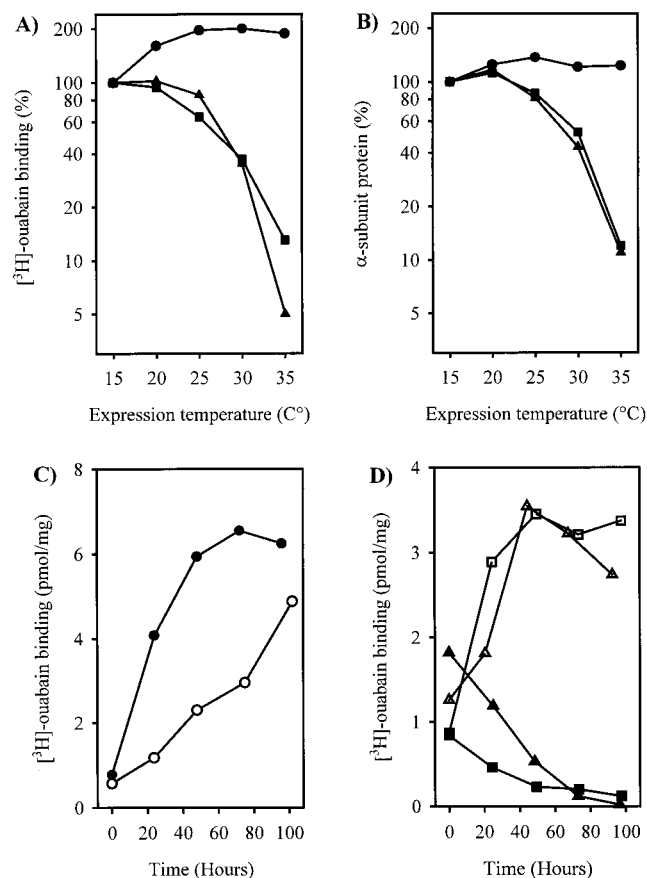 A)
[³H]-ouabain binding (%)
200
100
80
60
40
20
10
5
15 20 25 30 35
Expression temperature (C°)
B)
α-subunit protein (%)
200
100
80
60
40
20
10
5
15 20 25 30 35
Expression temperature (°C)
C)
[³H]-ouabain binding (pmol/mg)
8
6
4
2
0
0 20 40 60 80 100
Time (Hours)
D)
[³H]-ouabain binding (pmol/mg)
4
3
2
1
0
0 20 40 60 80 100
Time (Hours)